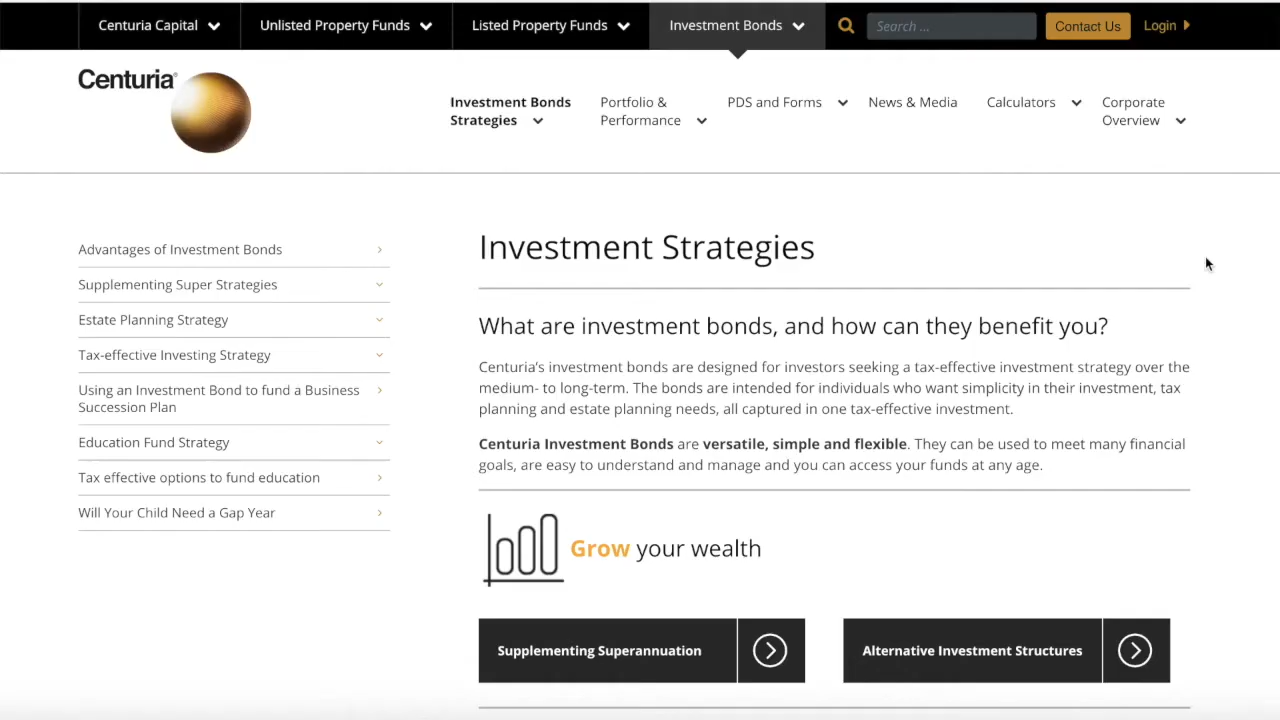 Centuria Capital
Unlisted Property Funds
Listed Property Funds
Investment Bonds
Search ...
Contact Us
Login
Centuria®
Investment Bonds
Strategies
Portfolio &
Performance
PDS and Forms
News & Media
Calculators
Corporate
Overview
Advantages of Investment Bonds
Supplementing Super Strategies
Estate Planning Strategy
Tax-effective Investing Strategy
Using an Investment Bond to fund a Business
Succession Plan
Education Fund Strategy
Tax effective options to fund education
Will Your Child Need a Gap Year
Investment Strategies
What are investment bonds, and how can they benefit you?
Centuria’s investment bonds are designed for investors seeking a tax-effective investment strategy over the
medium- to long-term. The bonds are intended for individuals who want simplicity in their investment, tax
planning and estate planning needs, all captured in one tax-effective investment.
Centuria Investment Bonds are versatile, simple and flexible. They can be used to meet many financial
goals, are easy to understand and manage and you can access your funds at any age.
Grow your wealth
Supplementing Superannuation
Alternative Investment Structures